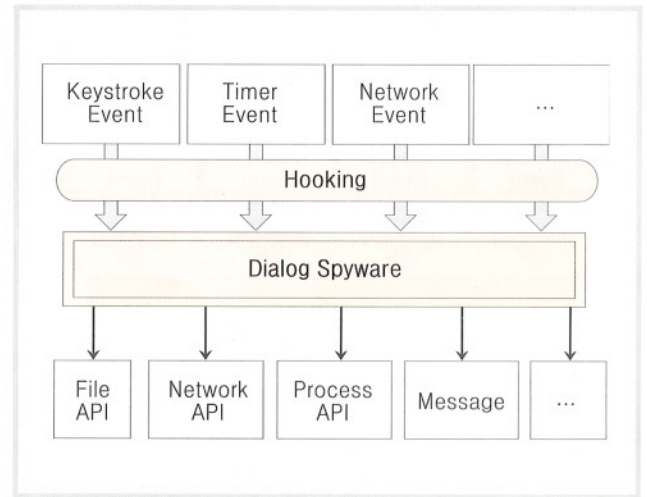 Keystroke
Event
Timer
Event
Network
Event
...
Hooking
Dialog Spyware
File
API
Network
API
Process
API
Message
...